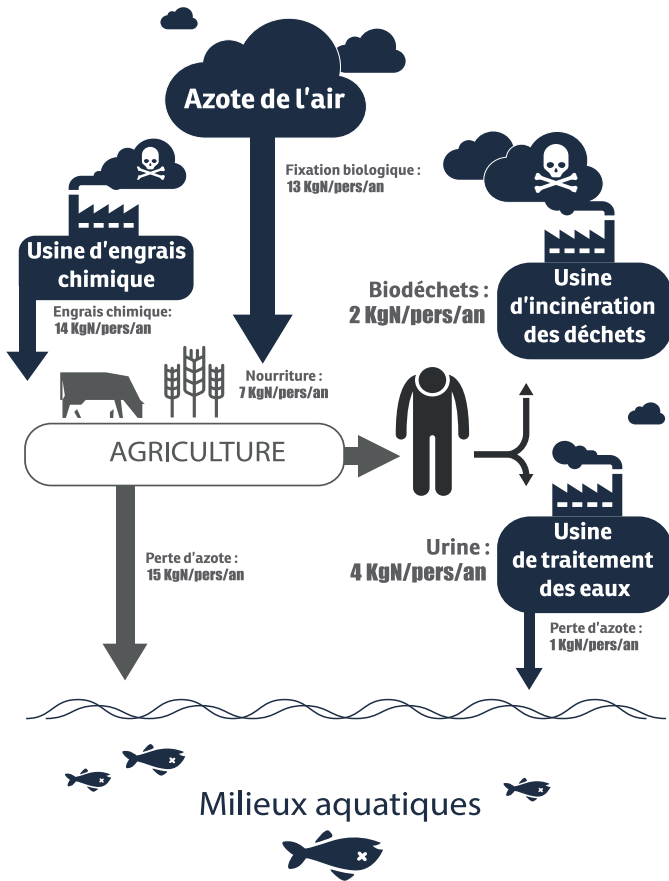 Azote de l'air
Fixation biologique :
13 KgN/pers/an
Usine d'engrais
chimique
Engrais chimique:
14 KgN/pers/an
Biodéchets :
2 KgN/pers/an
Usine
d'incinération
des déchets
Nourriture :
7 KgN/pers/an
AGRICULTURE
Perte d'azote :
15 KgN/pers/an
Urine :
4 KgN/pers/an
Usine
de traitement
des eaux
Perte d'azote :
1 KgN/pers/an
Milieux aquatiques